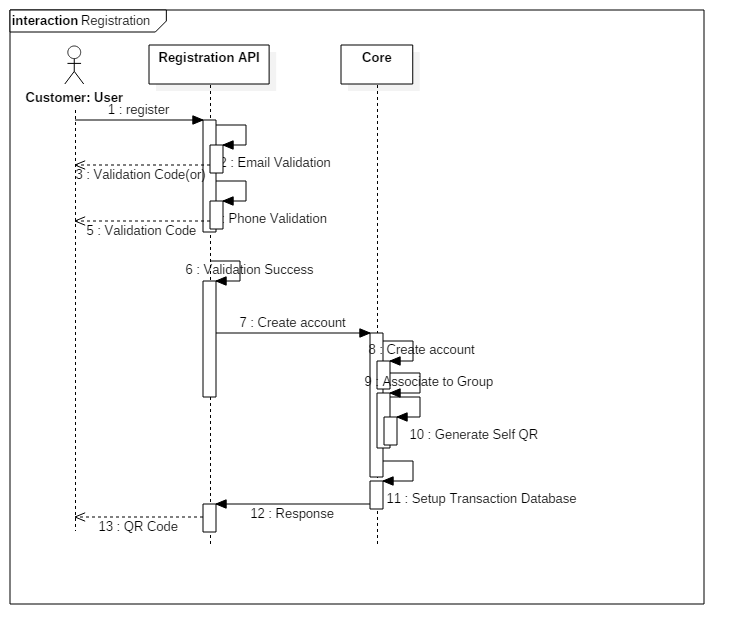 interaction Registration
Registration API
Core
Customer: User
1 : register
2 : Email Validation
3 : Validation Code(or)
: Phone Validation
5 : Validation Code
6 : Validation Success
7 : Create account
8 : Create account
9 : Associate to Group
10 : Generate Self QR
11 : Setup Transaction Database
12 : Response
13 : QR Code